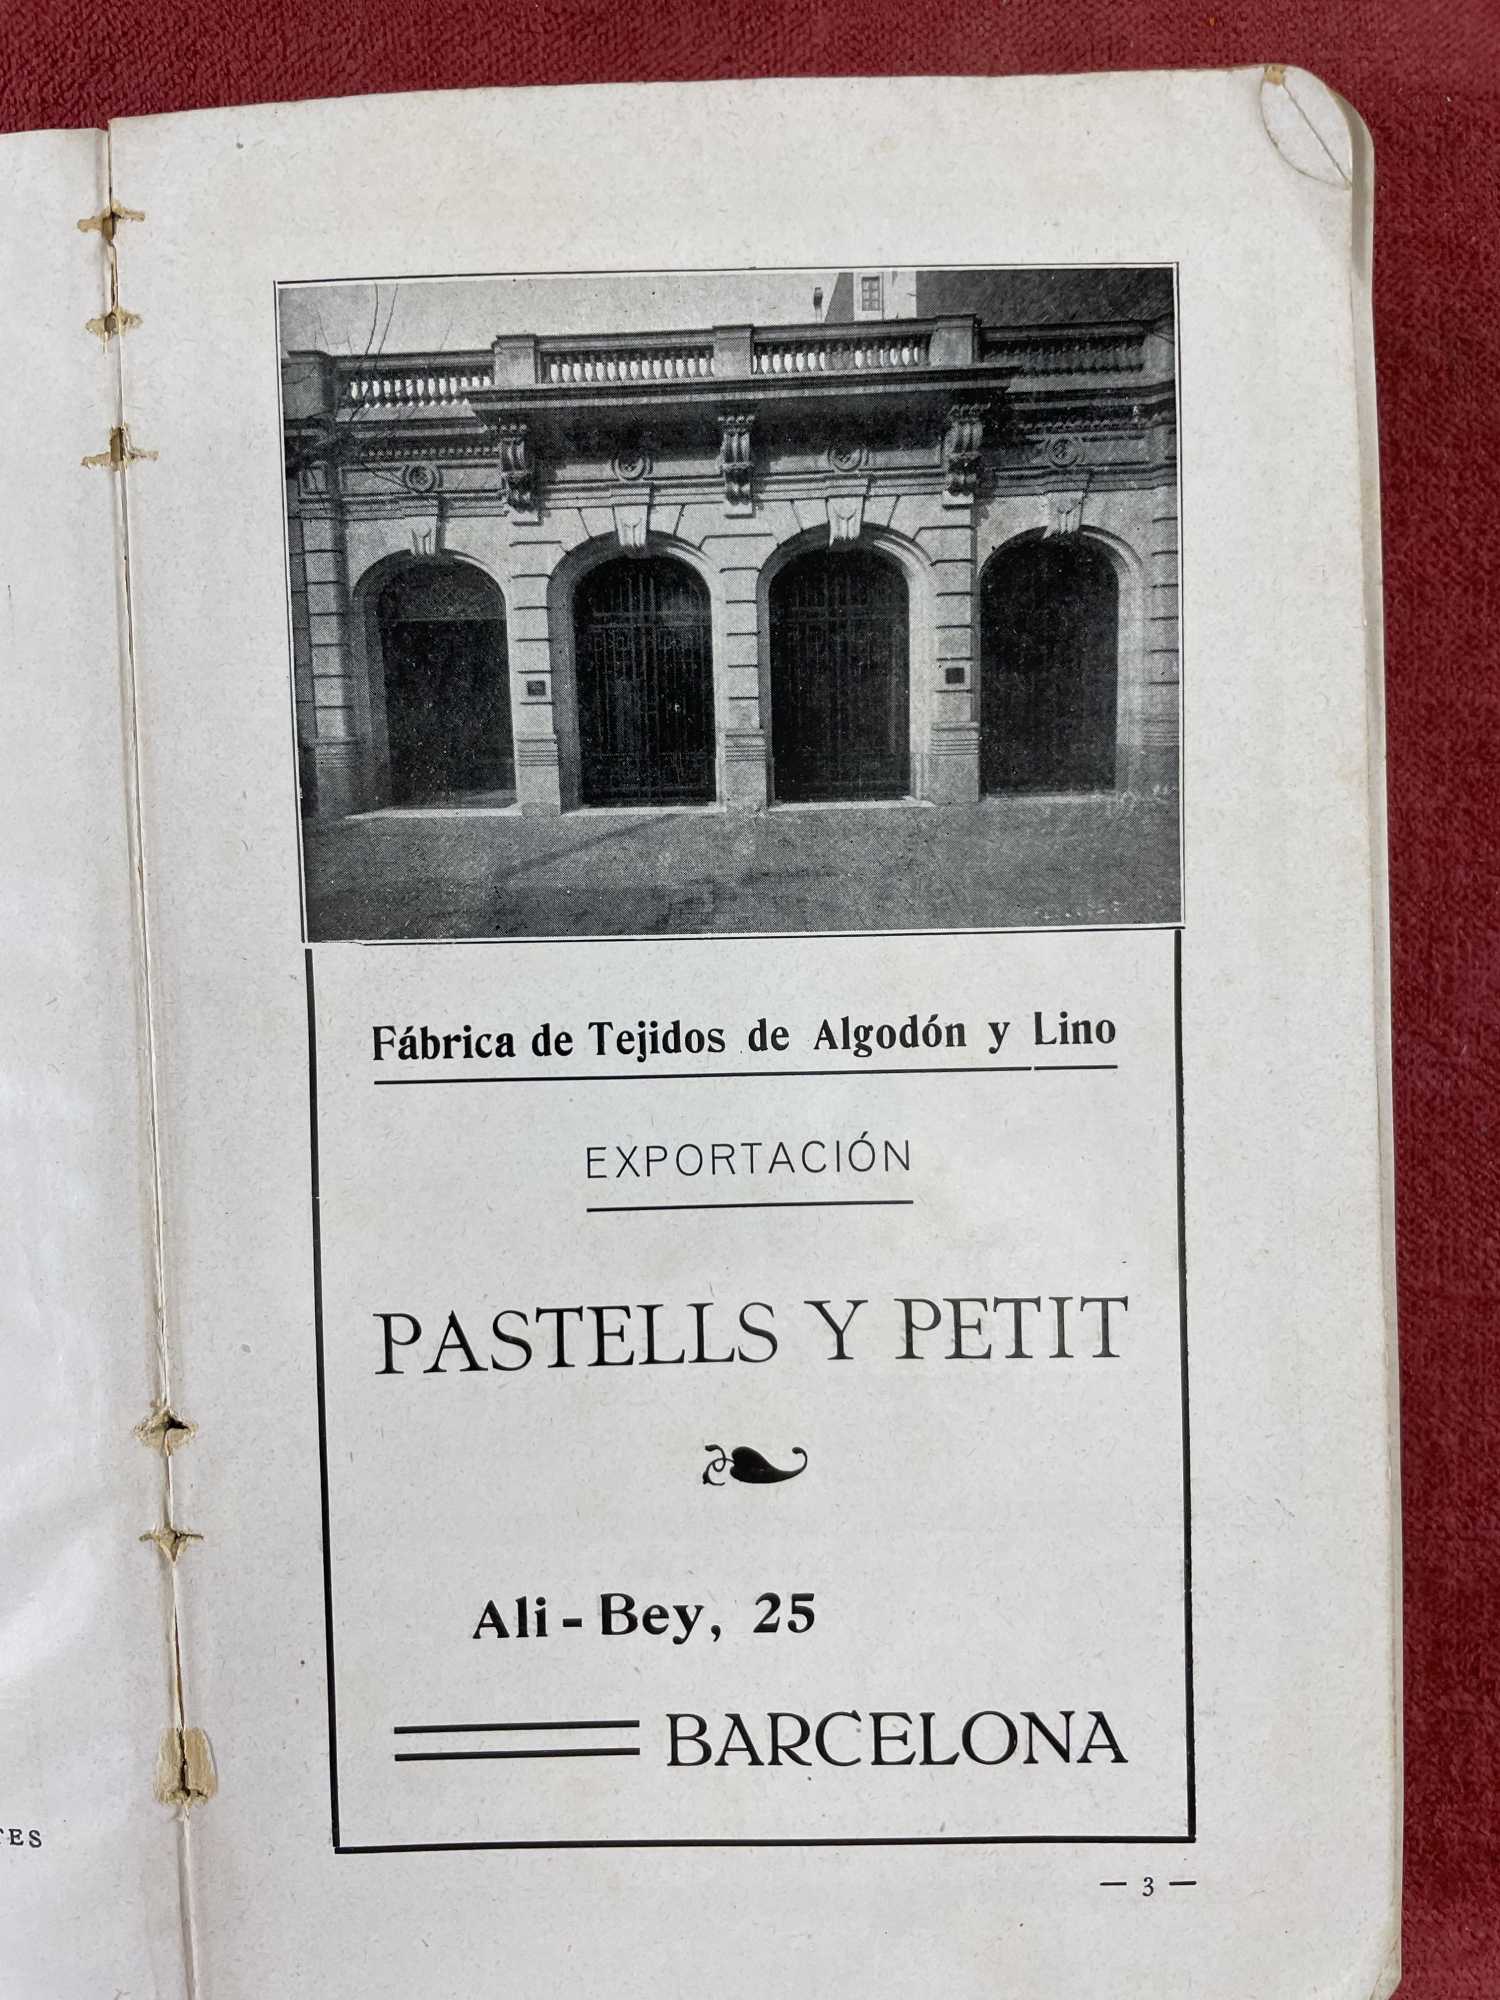 Fábrica de Tejidos de Algodón y Lino
EXPORTACIÓN
PASTELLS Y PETIT
Ali-Bey, 25
BARCELONA
— 3 —